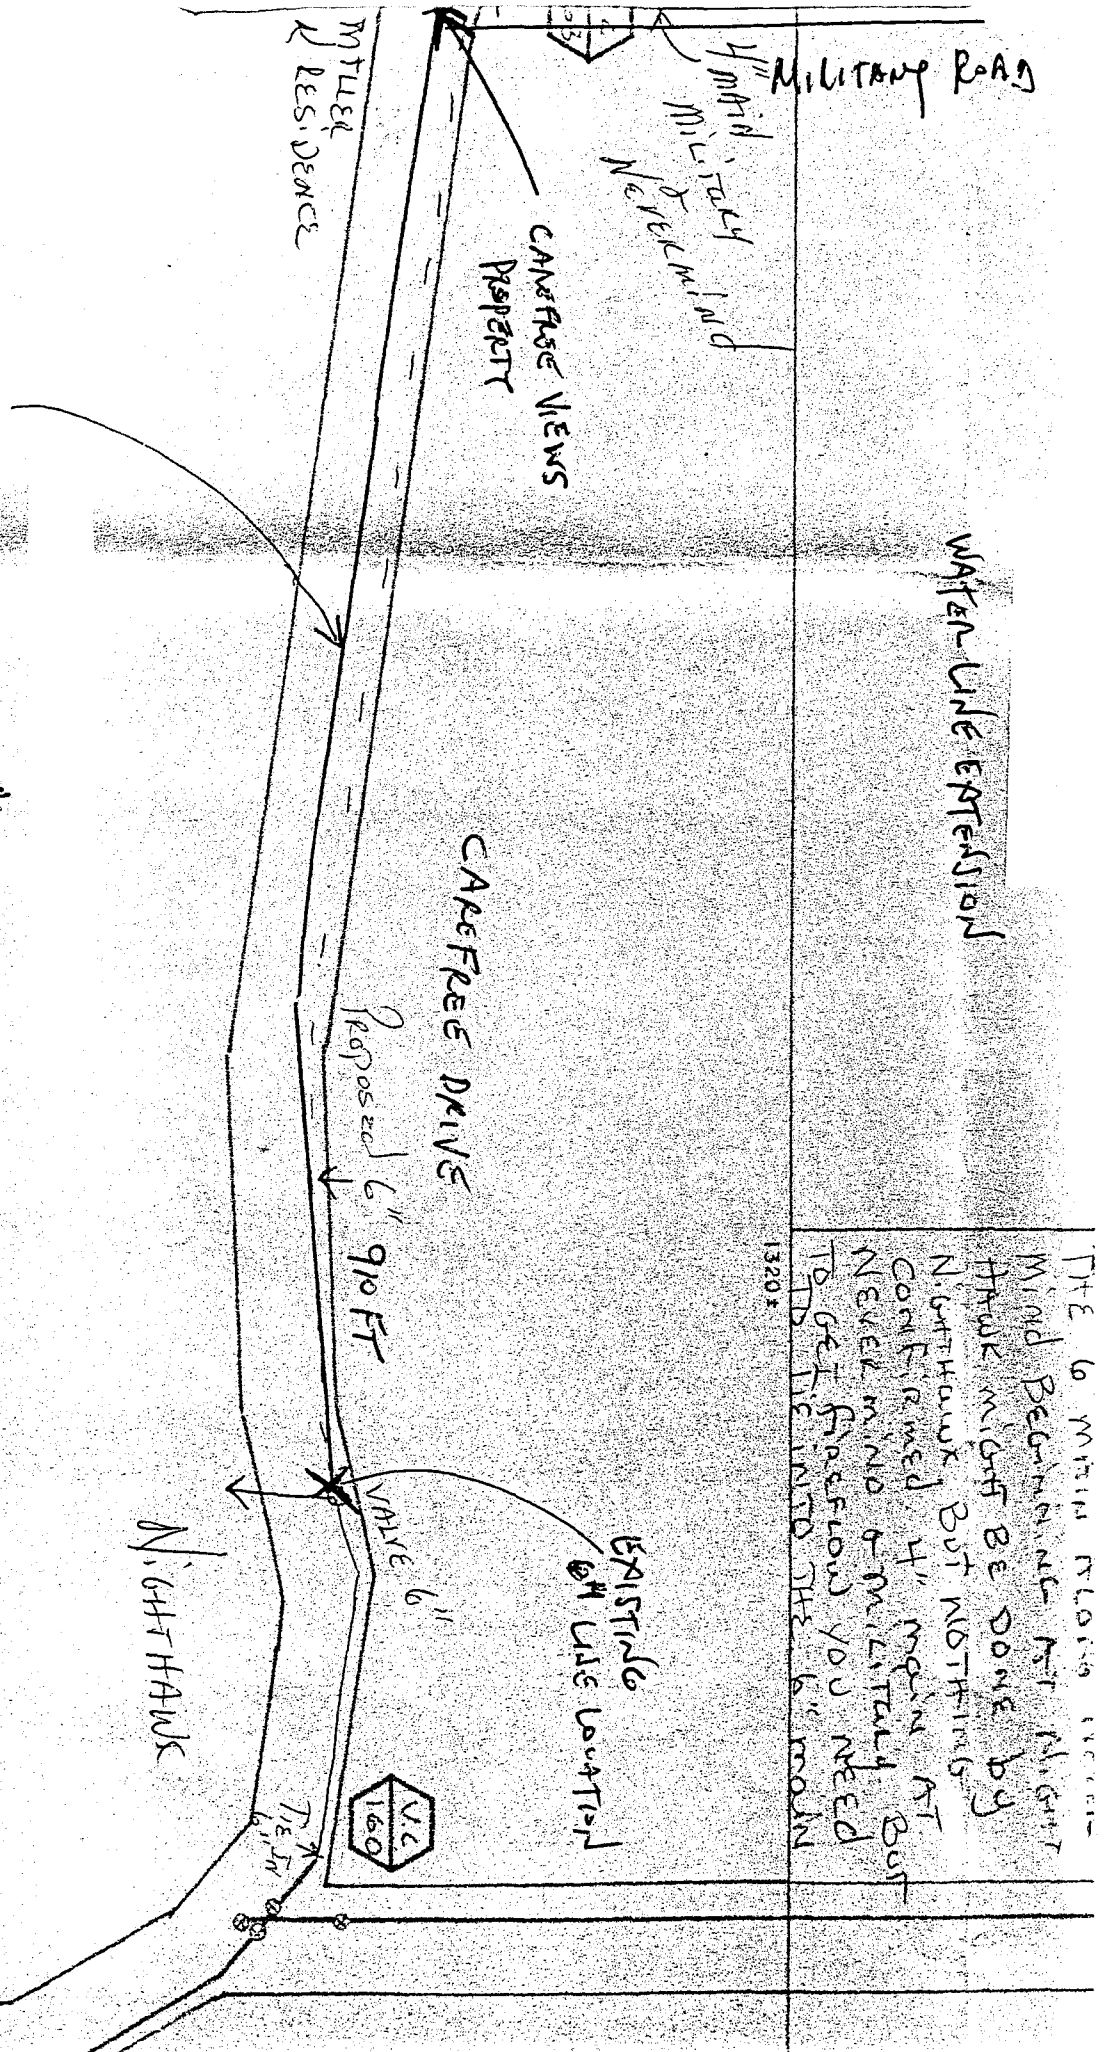 MILITARY ROAD
4" MAIN
MILITARY
&
NEVERMIND
WATER LINE EXTENSION
THE 6 MAIN ALONG
MIND BEGINNING AT NIGHT
HAWK MIGHT BE DONE by
NIGHTHAWK, BUT NOTHING
CONFIRMED. 4" main AT
NEVERMIND & MILITARY BUT
TO GET FIREFLOW YOU NEED
TO TIE INTO THE 6" main
1320±
MILLER
RESIDENCE
CAREFREE VIEWS
PROPERTY
CAREFREE DRIVE
PROPOSED 6" 910 FT
EXISTING
6" LINE LOCATION
VALVE 6"
NIGHTHAWK
V.C
160
TIE IN
6"